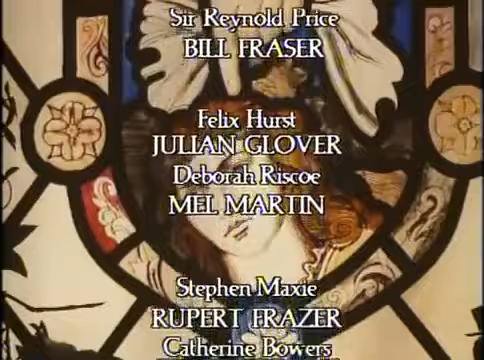 Sir Reynold Price
BILL FRASER
Felix Hurst
JULIAN GLOVER
Deborah Riscoe
MEL MARTIN
Stephen Maxie
RUPERT FRAZER
Catherine Bowers